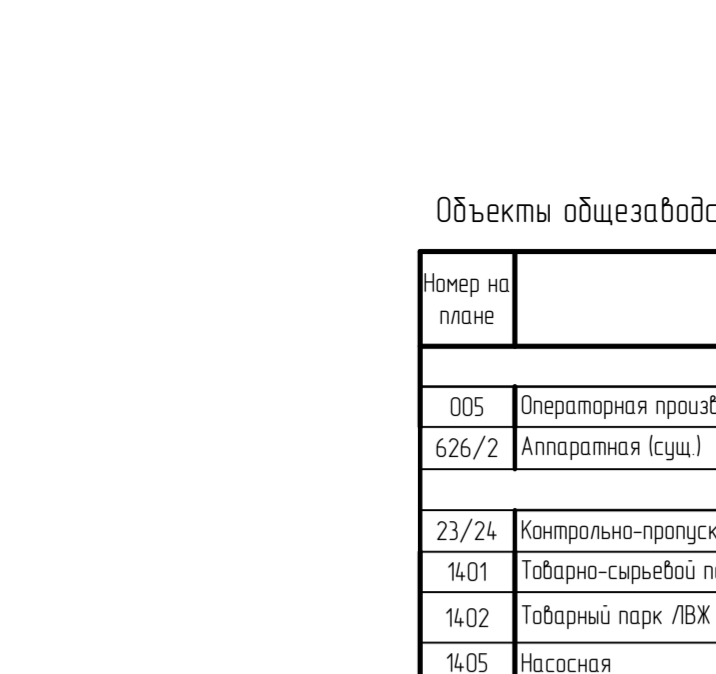 Объекты общезаводс
Номер на
плане
005 Операторная произв
626/2 Аппаратная (сущ.)
23/24 Контрольно-пропуск
1401 Товарно-сырьевой п
1402 Товарный парк ЛВЖ
1405 Насосная